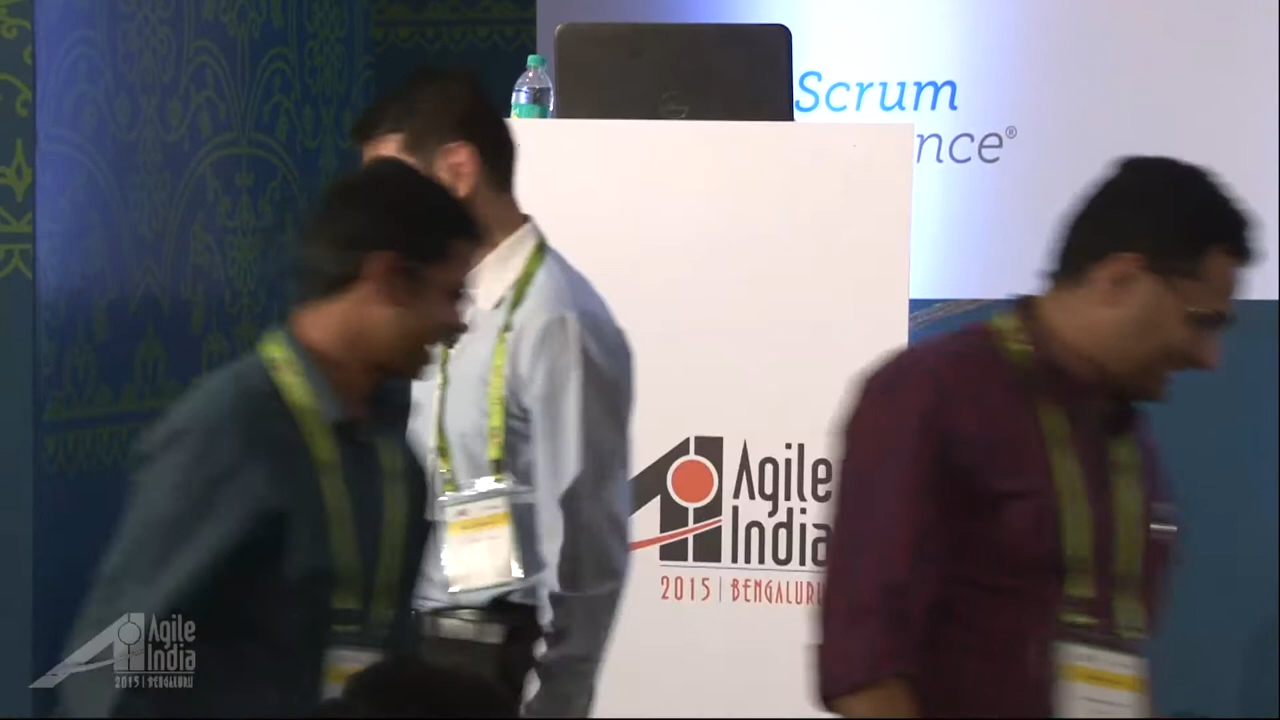 Scrum
nce®
Agile
India
2015 | BENGALURU
Agile
India
2015 | BENGALURU